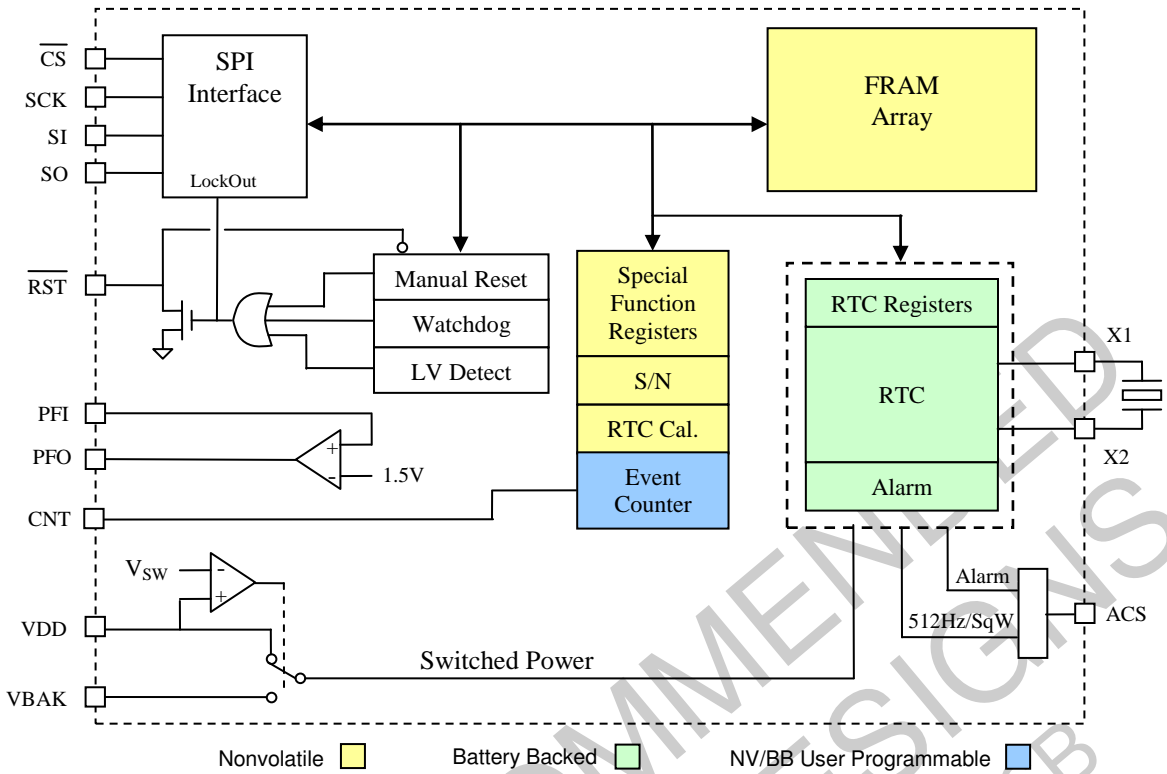 CS
SCK
SI
SO
SPI
Interface
LockOut
FRAM
Array
RST
Manual Reset
Watchdog
LV Detect
Special
Function
Registers
S/N
RTC Cal.
Event
Counter
RTC Registers
RTC
Alarm
X1
X2
PFI
PFO
+
-
1.5V
CNT
VSW
-
+
VDD
VBAK
Switched Power
Alarm
512Hz/SqW
ACS
Nonvolatile
Battery Backed
NV/BB User Programmable